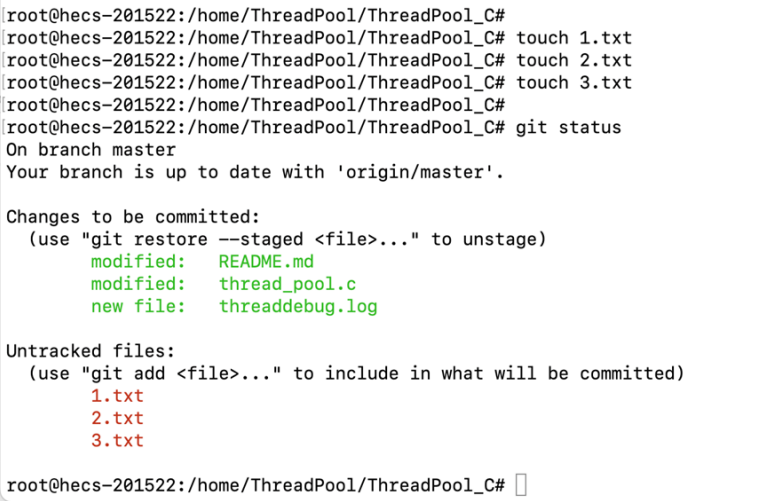 root@hecs-201522:/home/ThreadPool/ThreadPool_C#
root@hecs-201522:/home/ThreadPool/ThreadPool_C# touch 1.txt
root@hecs-201522:/home/ThreadPool/ThreadPool_C# touch 2.txt
root@hecs-201522:/home/ThreadPool/ThreadPool_C# touch 3.txt
root@hecs-201522:/home/ThreadPool/ThreadPool_C#
root@hecs-201522:/home/ThreadPool/ThreadPool_C# git status
On branch master
Your branch is up to date with 'origin/master'.
Changes to be committed:
(use "git restore --staged <file>..." to unstage)
modified: README.md
modified: thread_pool.c
new file: threaddebug.log
Untracked files:
(use "git add <file>..." to include in what will be committed)
1.txt
2.txt
3.txt
root@hecs-201522:/home/ThreadPool/ThreadPool_C#